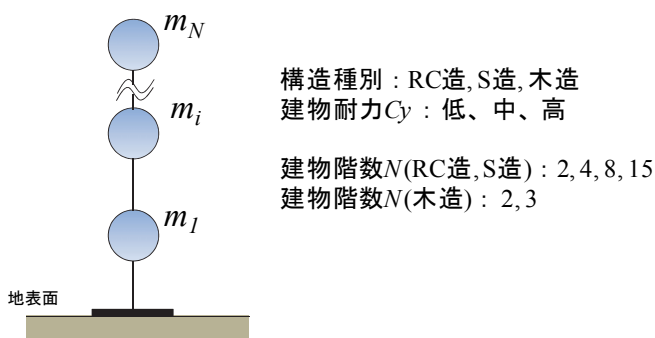 m_N
m_i
m_1
構造種別：RC造, S造, 木造
建物耐力Cy：低、中、高
建物階数N(RC造,S造)：2, 4, 8, 15
建物階数N(木造)： 2, 3
地表面